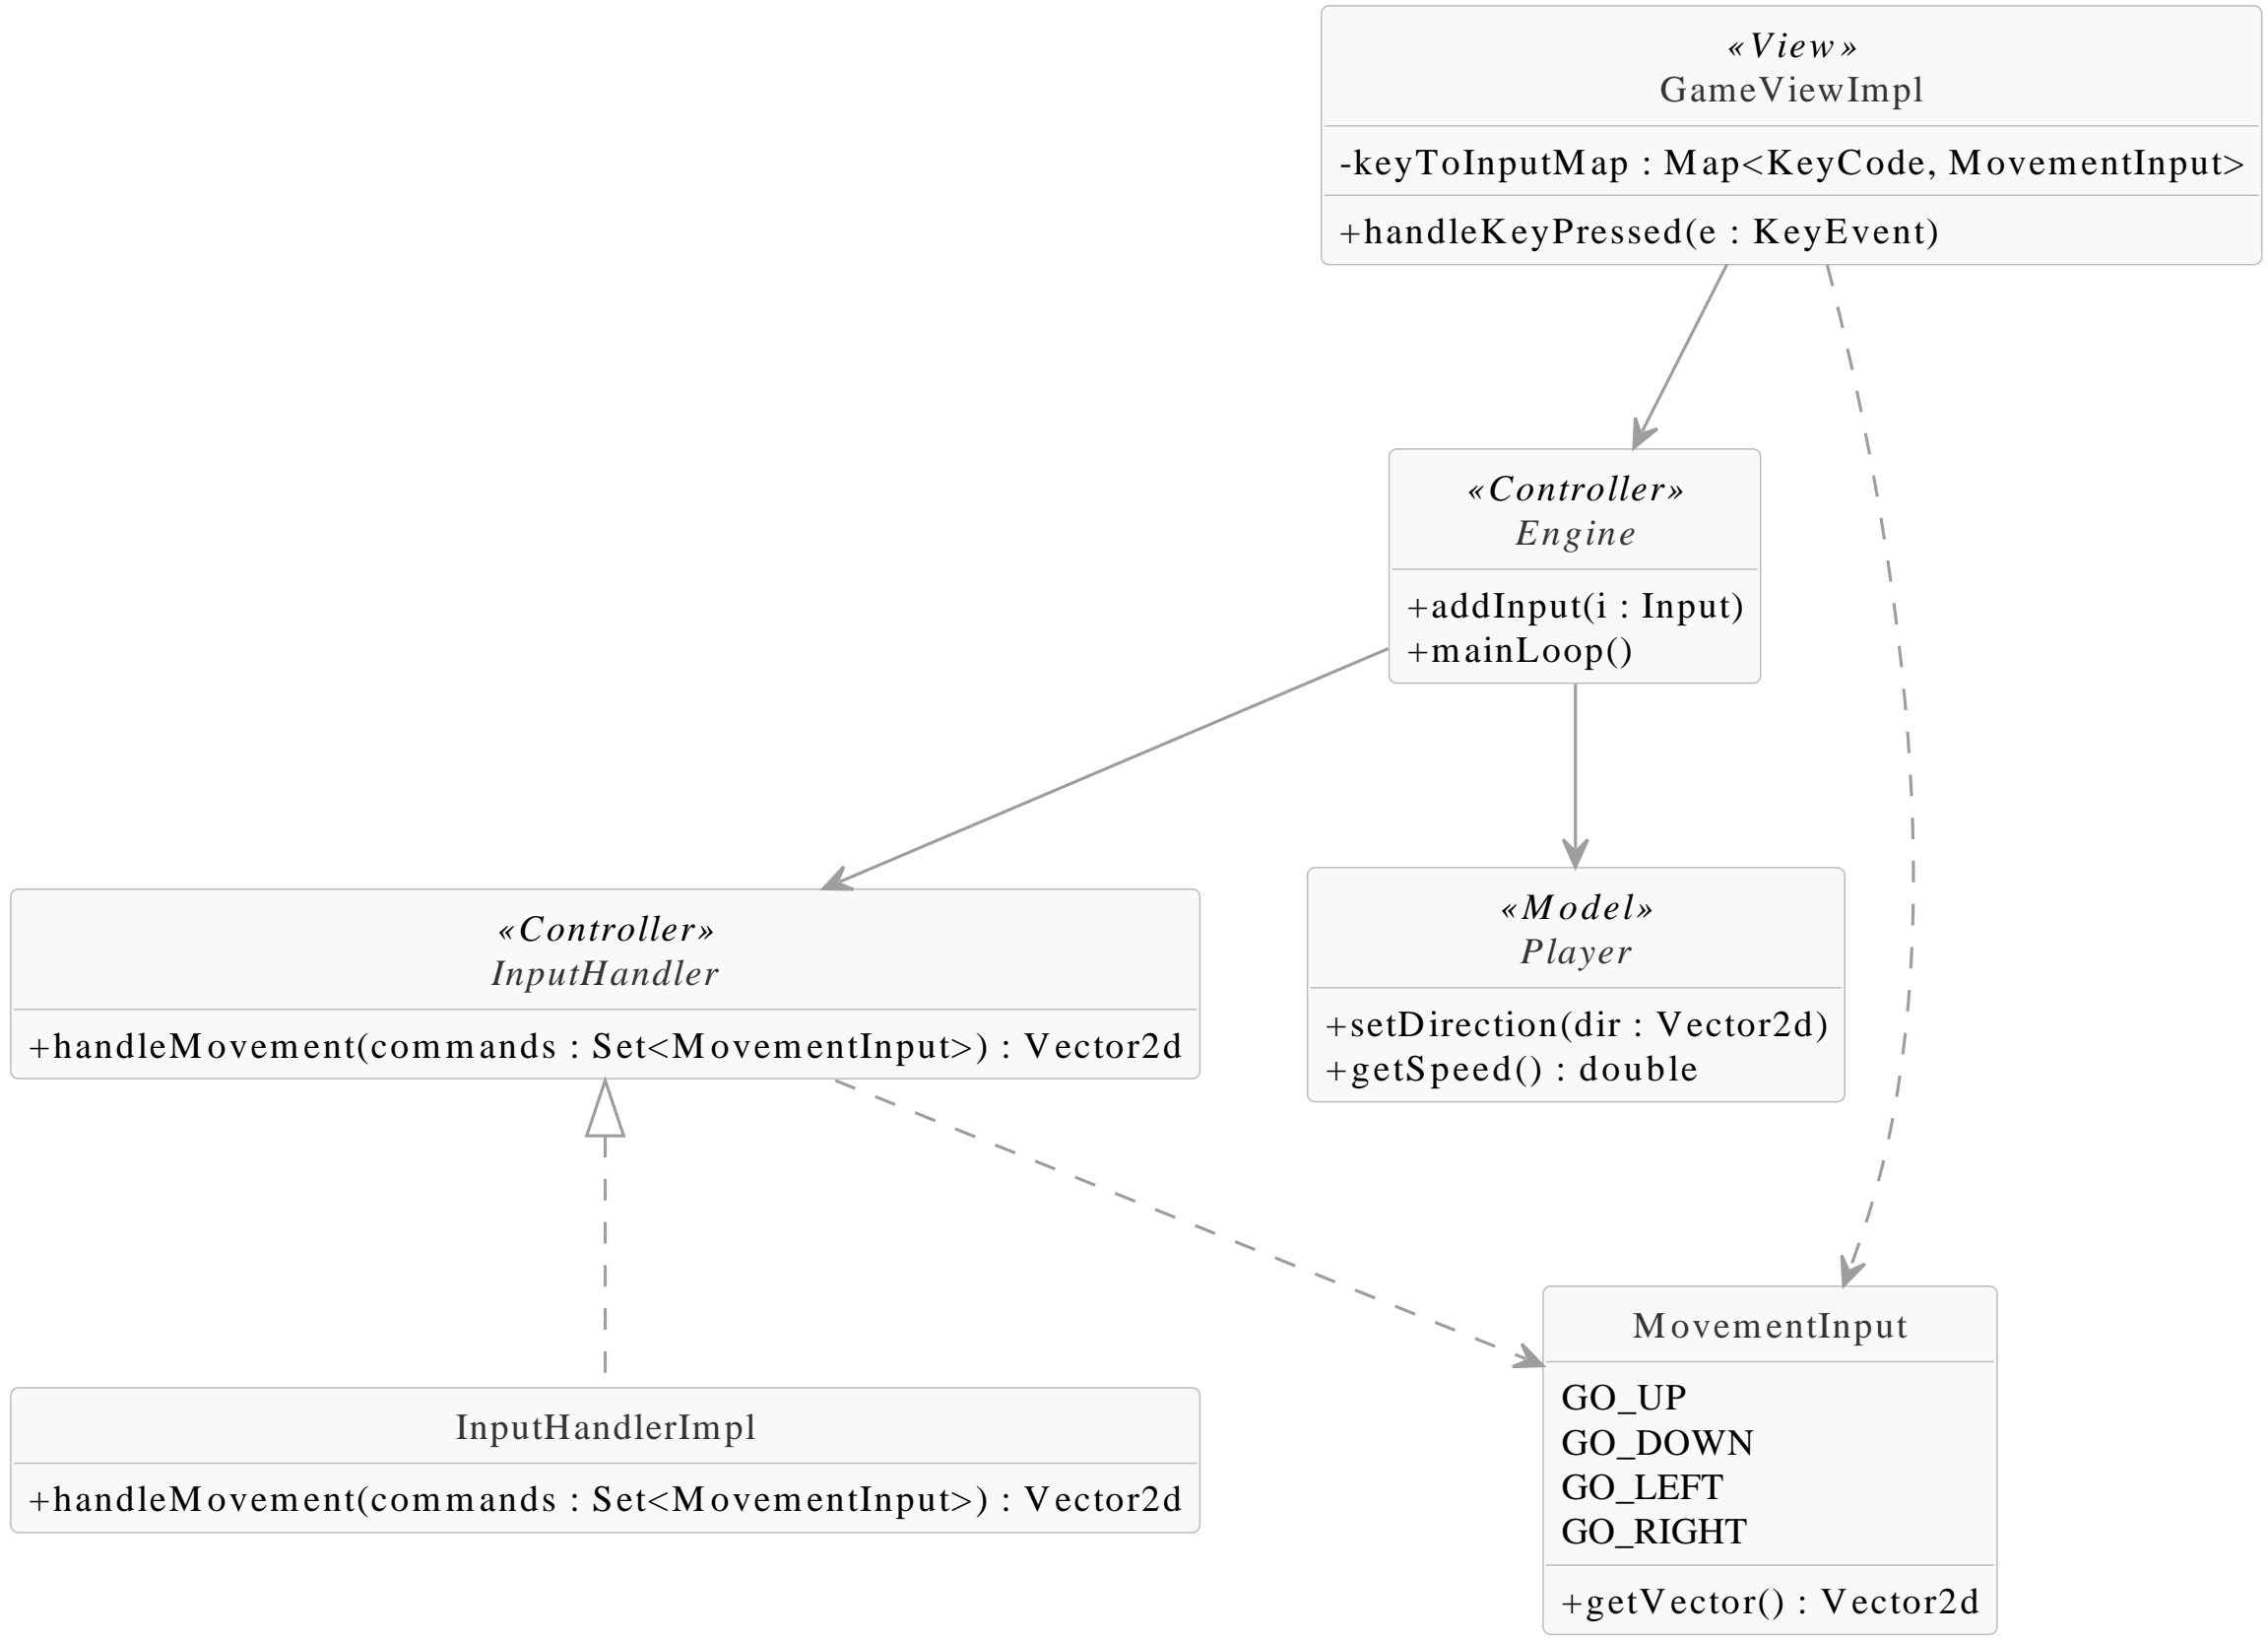 «View»
GameViewImpl
-keyToInputMap : Map<KeyCode, MovementInput>
+handleKeyPressed(e : KeyEvent)
«Controller»
Engine
+addInput(i : Input)
+mainLoop()
«Controller»
InputHandler
+handleMovement(commands : Set<MovementInput>) : Vector2d
«Model»
Player
+setDirection(dir : Vector2d)
+getSpeed() : double
InputHandlerImpl
+handleMovement(commands : Set<MovementInput>) : Vector2d
MovementInput
GO_UP
GO_DOWN
GO_LEFT
GO_RIGHT
+getVector() : Vector2d